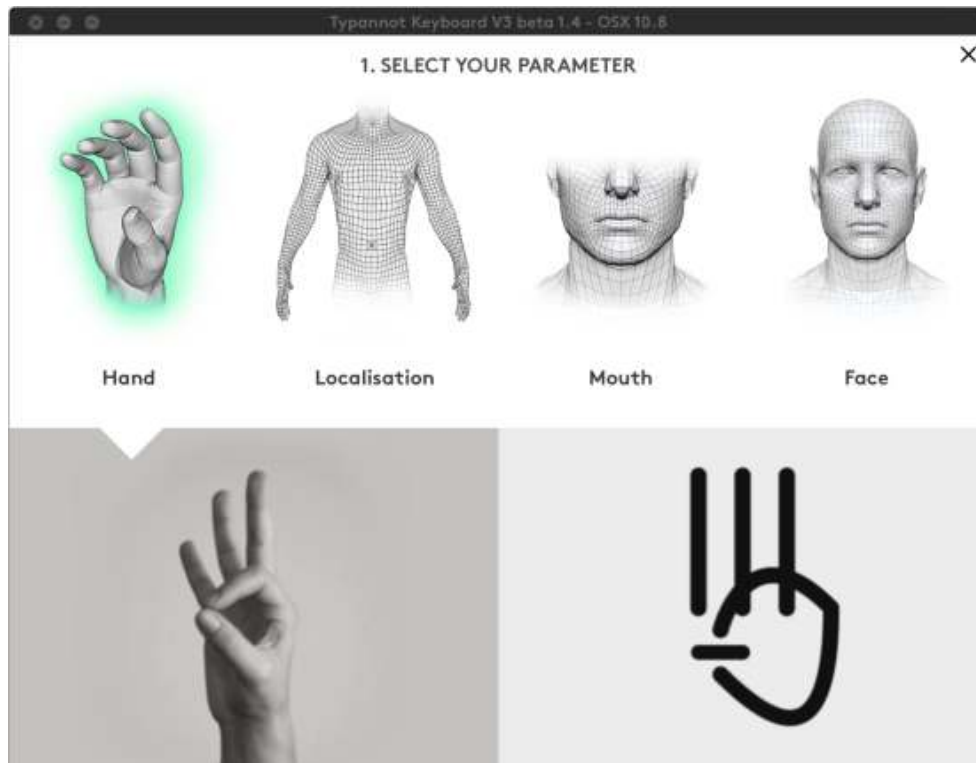 Typannot Keyboard V3 beta 1.4 - OSX 10.8
1. SELECT YOUR PARAMETER
Hand Localisation Mouth Face